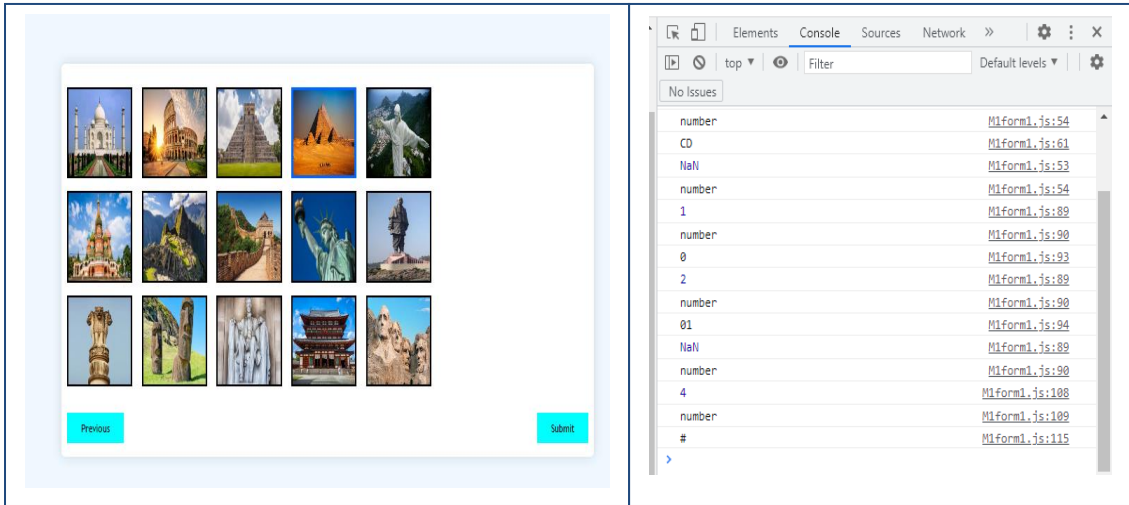 Previous
Submit
Elements Console Sources Network »
top ▼ Filter Default levels ▼
No Issues
number M1form1.js:54
CD M1form1.js:61
NaN M1form1.js:53
number M1form1.js:54
1 M1form1.js:89
number M1form1.js:90
0 M1form1.js:93
2 M1form1.js:89
number M1form1.js:90
01 M1form1.js:94
NaN M1form1.js:89
number M1form1.js:90
4 M1form1.js:108
number M1form1.js:109
# M1form1.js:115
>